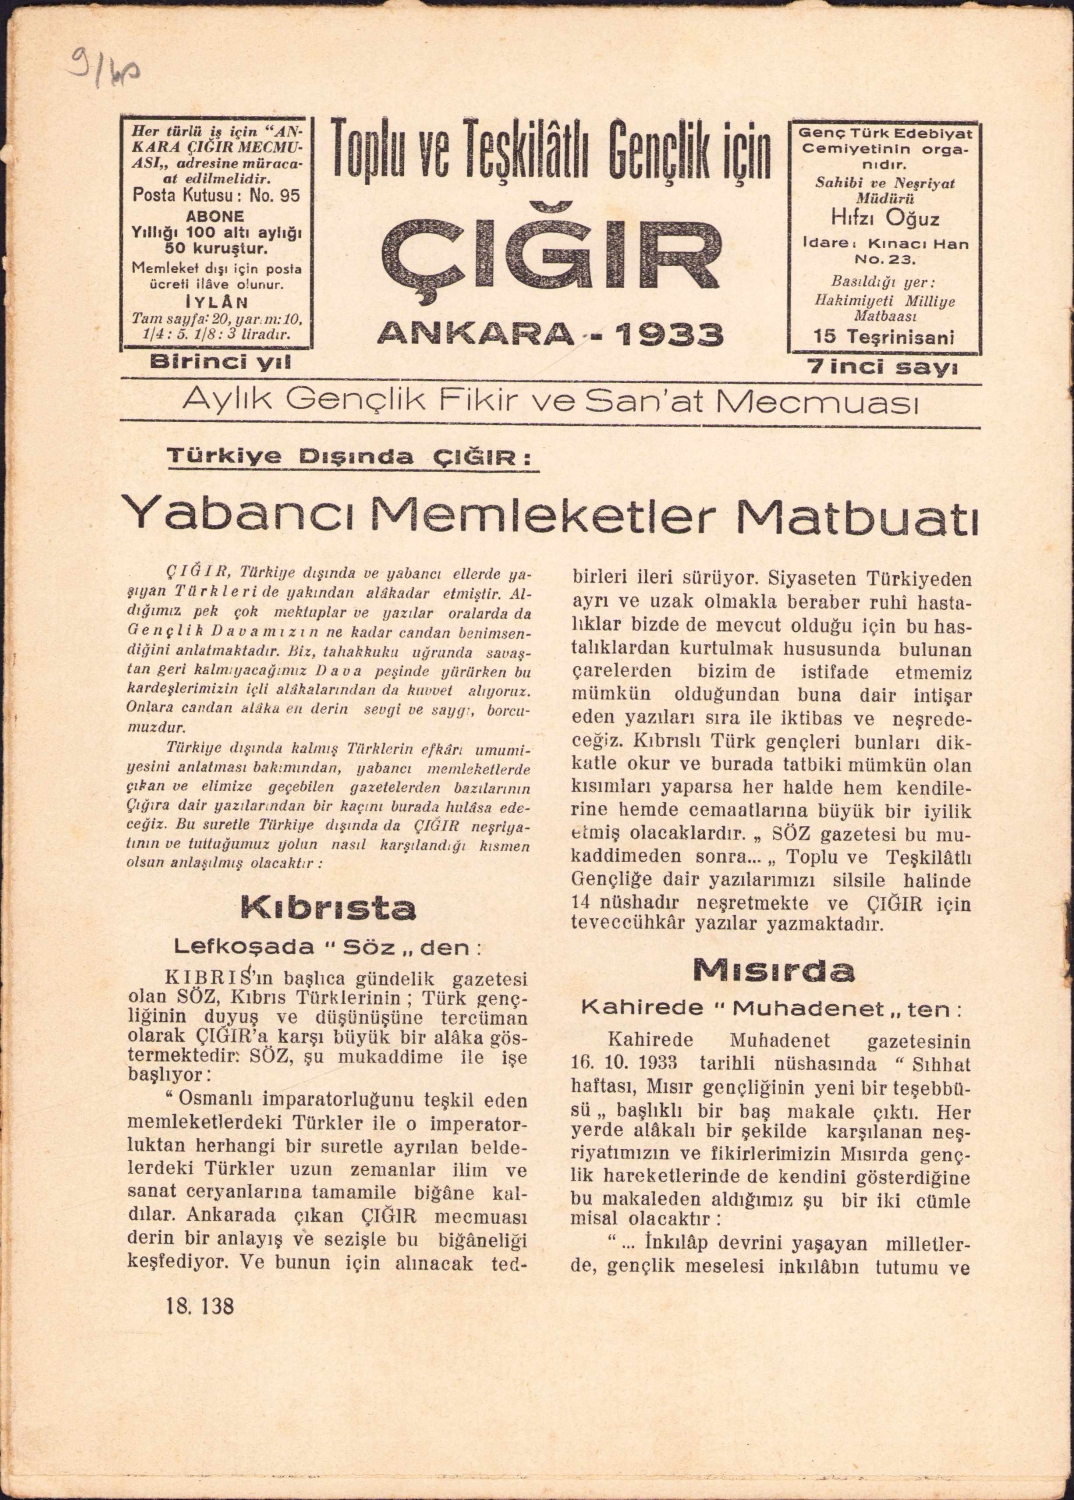 9/40
Her türlü iş için “AN-
KARA ÇIĞIR MECMU-
ASI„ adresine müraca-
at edilmelidir.
Posta Kutusu : No. 95
ABONE
Yıllığı 100 altı aylığı
50 kuruştur.
Memleket dışı için posta
ücreti ilâve olunur.
İYLÂN
Tam sayfa: 20, yarım: 10,
1/4 : 5. 1/8 : 3 liradır.
Birinci yıl
Toplu ve Teşkilâtlı Gençlik için
ÇIĞIR
ANKARA - 1933
Genç Türk Edebiyat
Cemiyetinin orga-
nıdır.
Sahibi ve Neşriyat
Müdürü
Hıfzı Oğuz
İdare : Kınacı Han
No. 23.
Basıldığı yer :
Hakimiyeti Milliye
Matbaası
15 Teşrinisani
7 inci sayı
Aylık Gençlik Fikir ve San'at Mecmuası
Türkiye Dışında ÇIĞIR :
Yabancı Memleketler Matbuatı
ÇIĞIR, Türkiye dışında ve yabancı ellerde ya-
şıyan Türkleri de yakından alâkadar etmiştir. Al-
dığımız pek çok mektuplar ve yazılar oralarda da
Gençlik Davamızın ne kadar candan benimsen-
diğini anlatmaktadır. Biz, tahakkuku uğrunda savaş-
tan geri kalmıyacağımız Dava peşinde yürürken bu
kardeşlerimizin içli alâkalarından da kuvvet alıyoruz.
Onlara candan alâka en derin sevgi ve saygı, borcu-
muzdur.
Türkiye dışında kalmış Türklerin efkârı umumi-
yesini anlatması bakımından, yabancı memleketlerde
çıkan ve elimize geçebilen gazetelerden bazılarının
Çığıra dair yazılarından bir kaçını burada hulâsa ede-
ceğiz. Bu suretle Türkiye dışında da ÇIĞIR neşriya-
tının ve tuttuğumuz yolun nasıl karşılandığı kısmen
olsun anlaşılmış olacaktır :
Kıbrısta
Lefkoşada “ Söz „ den :
KIBRIS'ın başlıca gündelik gazetesi
olan SÖZ, Kıbrıs Türklerinin ; Türk genç-
liğinin duyuş ve düşünüşüne tercüman
olarak ÇIĞIR'a karşı büyük bir alâka gös-
termektedir: SÖZ, şu mukaddime ile işe
başlıyor :
“ Osmanlı imparatorluğunu teşkil eden
memleketlerdeki Türkler ile o imperator-
luktan herhangi bir suretle ayrılan belde-
lerdeki Türkler uzun zemanlar ilim ve
sanat ceryanlarına tamamile biğâne kal-
dılar. Ankarada çıkan ÇIĞIR mecmuası
derin bir anlayış ve sezişle bu biğâneliği
keşfediyor. Ve bunun için alınacak ted-
18. 138
birleri ileri sürüyor. Siyaseten Türkiyeden
ayrı ve uzak olmakla beraber ruhî hasta-
lıklar bizde de mevcut olduğu için bu has-
talıklardan kurtulmak hususunda bulunan
çarelerden bizim de istifade etmemiz
mümkün olduğundan buna dair intişar
eden yazıları sıra ile iktibas ve neşrede-
ceğiz. Kıbrıslı Türk gençleri bunları dik-
katle okur ve burada tatbiki mümkün olan
kısımları yaparsa her halde hem kendile-
rine hemde cemaatlarına büyük bir iyilik
etmiş olacaklardır. „ SÖZ gazetesi bu mu-
kaddimeden sonra... „ Toplu ve Teşkilâtlı
Gençliğe dair yazılarımızı silsile halinde
14 nüshadır neşretmekte ve ÇIĞIR için
teveccühkâr yazılar yazmaktadır.
Mısırda
Kahirede “ Muhadenet „ ten :
Kahirede Muhadenet gazetesinin
16. 10. 1933 tarihli nüshasında “ Sıhhat
haftası, Mısır gençliğinin yeni bir teşebbü-
sü „ başlıklı bir baş makale çıktı. Her
yerde alâkalı bir şekilde karşılanan neş-
riyatımızın ve fikirlerimizin Mısırda genç-
lik hareketlerinde de kendini gösterdiğine
bu makaleden aldığımız şu bir iki cümle
misal olacaktır :
“ ... İnkılâp devrini yaşayan milletler-
de, gençlik meselesi inkılâbın tutumu ve